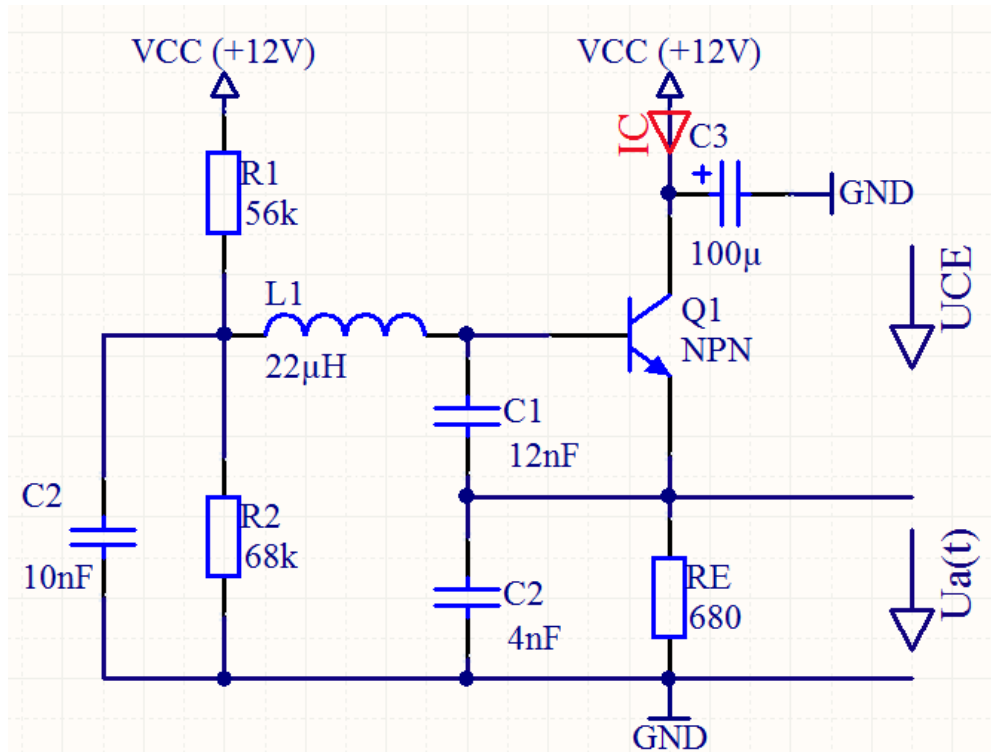 VCC (+12V)
VCC (+12V)
IC
C3
+
R1
56k
GND
100µ
L1
22µH
Q1
NPN
UCE
C1
12nF
C2
10nF
R2
68k
C2
4nF
RE
680
Ua(t)
GND